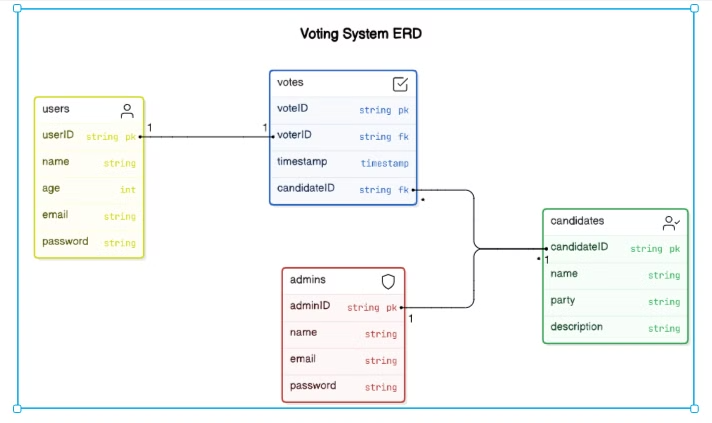 Voting System ERD
votes
voteID string pk
voterID string fk
timestamp timestamp
candidateID string fk
users
userID string pk
name string
age int
email string
password string
1
1
*
candidates
candidateID string pk
name string
party string
description string
* 1
admins
adminID string pk
name string
email string
password string
1